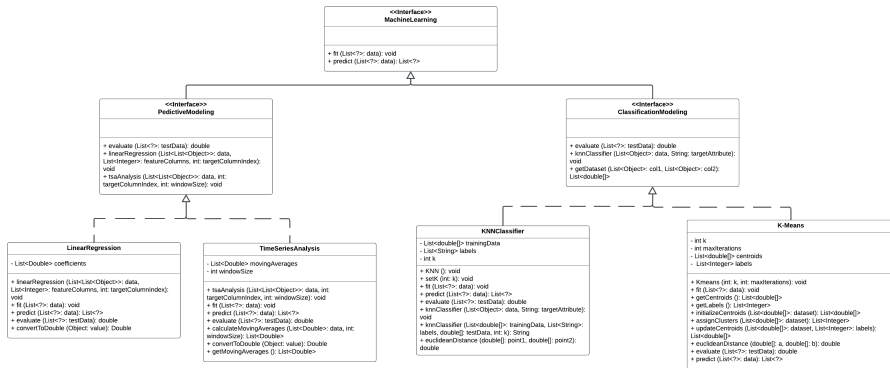 <<Interface>>
MachineLearning
+ fit (List<?>: data): void
+ predict (List<?>: data): List<?>
<<Interface>>
PedictiveModeling
+ evaluate (List<?>: testData): double
+ linearRegression (List<List<Object>>: data,
List<Integer>: featureColumns, int: targetColumnIndex):
void
+ tsaAnalysis (List<List<Object>>: data, int:
targetColumnIndex, int: windowSize): void
<<Interface>>
ClassificationModeling
+ evaluate (List<?>: testData): double
+ knnClassifier (List<Object>: data, String: targetAttribute):
void
+ getDataset (List<Object>: col1, List<Object>: col2):
List<double[]>
LinearRegression
- List<Double> coefficients
+ linearRegression (List<List<Object>>: data,
List<Integer>: featureColumns, int: targetColumnIndex):
void
+ fit (List<?>: data): void
+ predict (List<?>: data): List<?>
+ evaluate (List<?>: testData): double
+ convertToDouble (Object: value): Double
TimeSeriesAnalysis
- List<Double> movingAverages
- int windowSize
+ tsaAnalysis (List<List<Object>>: data, int:
targetColumnIndex, int: windowSize): void
+ fit (List<?>: data): void
+ predict (List<?>: data): List<?>
+ evaluate (List<?>: testData): double
+ calculateMovingAverages (List<Double>: data, int:
windowSize): List<Double>
+ convertToDouble (Object: value): Double
+ getMovingAverages (): List<Double>
KNNClassifier
- List<double[]> trainingData
- List<String> labels
- int k
+ KNN (): void
+ setK (int: k): void
+ fit (List<?>: data): void
+ predict (List<?>: data): List<?>
+ evaluate (List<?>: testData): double
+ knnClassifier (List<Object>: data, String: targetAttribute):
void
+ knnClassifier (List<double[]>: trainingData, List<String>:
labels, double[]: testData, int: k): String
+ euclideanDistance (double[]: point1, double[]: point2):
double
K-Means
- int k
- int maxIterations
- List<double[]> centroids
- List<Integer> labels
+ Kmeans (int: k, int: maxIterations): void
+ fit (List<?>: data): void
+ getCentroids (): List<double[]>
+ getLabels (): List<Integer>
+ initializeCentroids (List<double[]>: dataset): List<double[]>
+ assignClusters (List<double[]>: dataset): List<Integer>
+ updateCentroids (List<double[]>: dataset, List<Integer>: labels):
List<double[]>
+ euclideanDistance (double[]: a, double[]: b): double
+ evaluate (List<?>: testData): double
+ predict (List<?>: data): List<?>